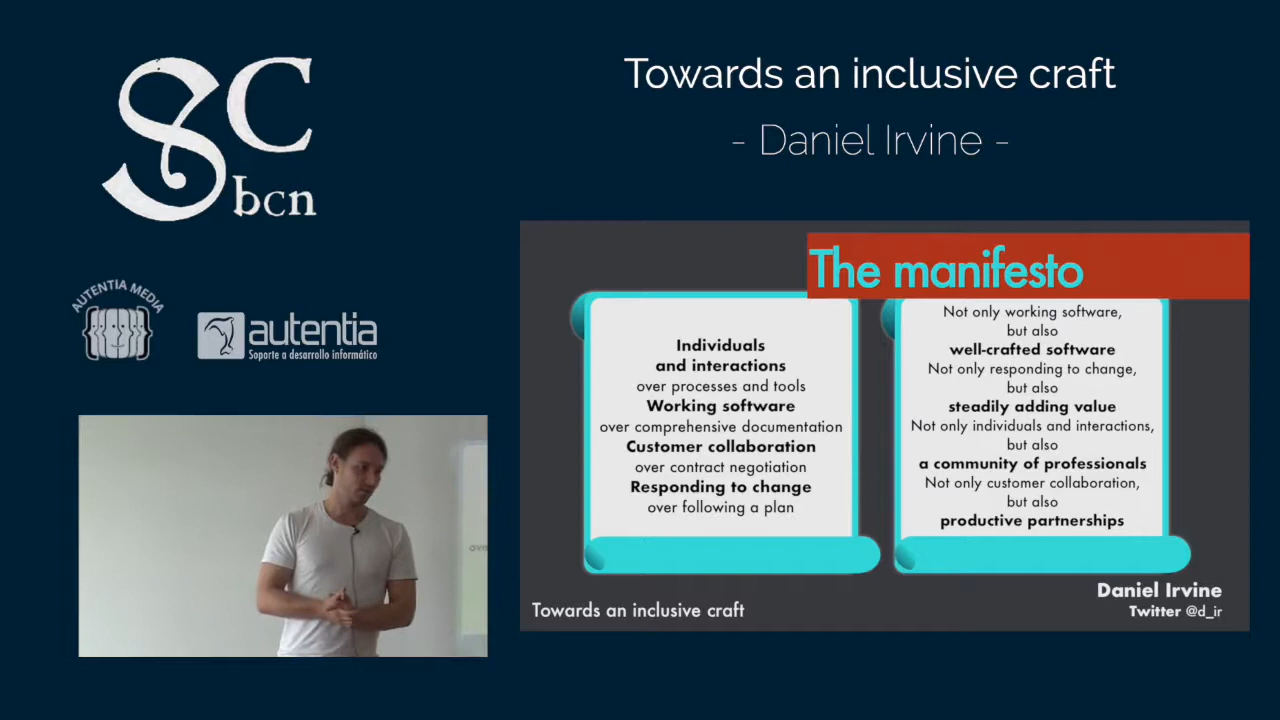 SC
bcn
AUTENTIA MEDIA
autentia
Soporte a desarrollo informático
Towards an inclusive craft
- Daniel Irvine -
The manifesto
Individuals
and interactions
over processes and tools
Working software
over comprehensive documentation
Customer collaboration
over contract negotiation
Responding to change
over following a plan
Not only working software,
but also
well-crafted software
Not only responding to change,
but also
steadily adding value
Not only individuals and interactions,
but also
a community of professionals
Not only customer collaboration,
but also
productive partnerships
Towards an inclusive craft
Daniel Irvine
Twitter @d_ir